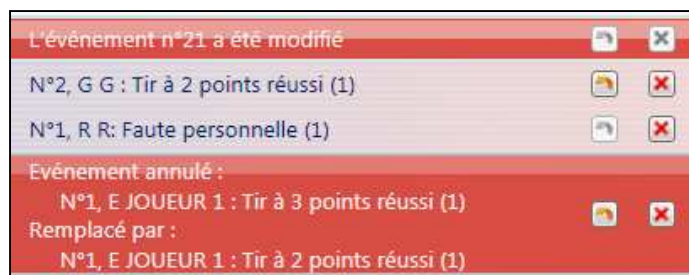 L'événement n°21 a été modifié
N°2, G G : Tir à 2 points réussi (1)
N°1, R R: Faute personnelle (1)
Evénement annulé :
N°1, E JOUEUR 1 : Tir à 3 points réussi (1)
Remplacé par :
N°1, E JOUEUR 1 : Tir à 2 points réussi (1)